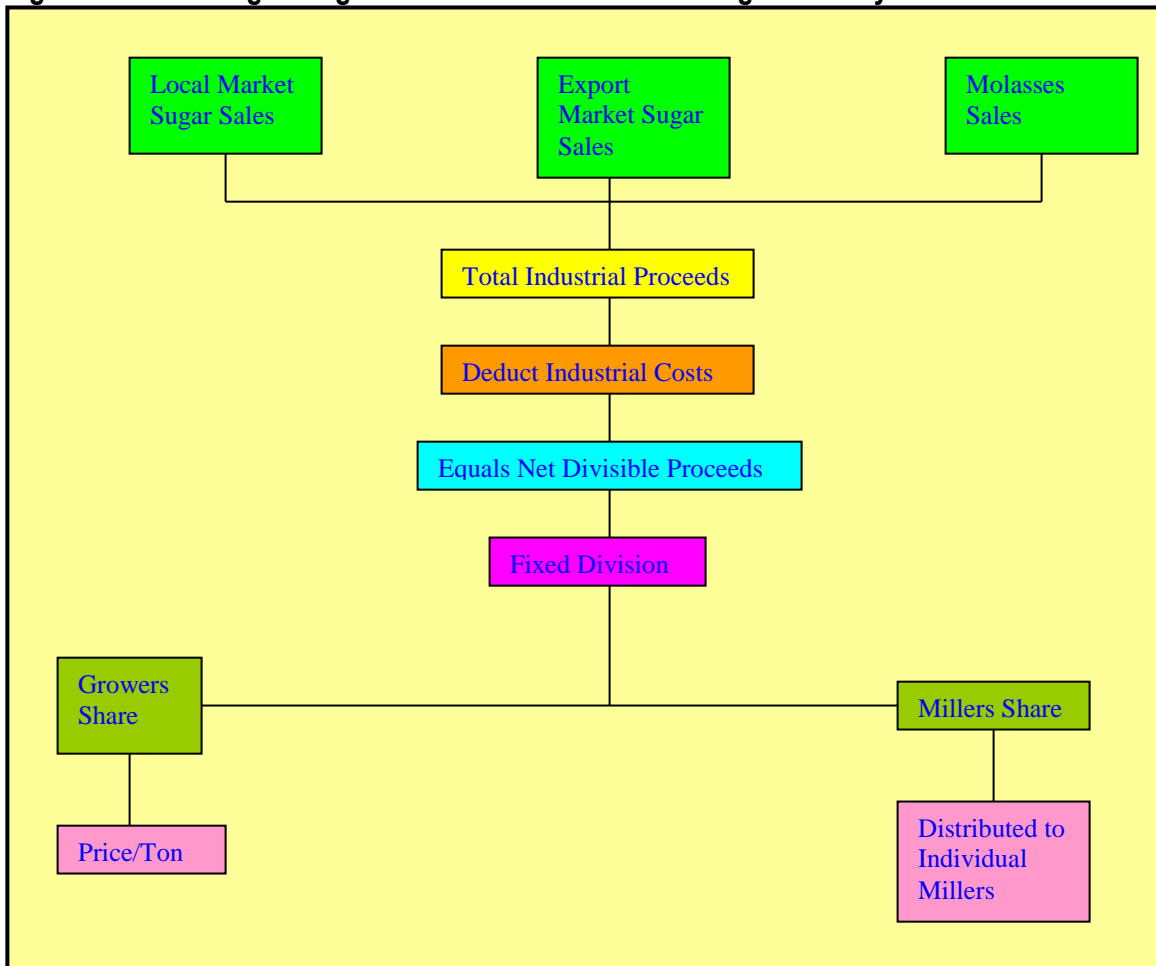 Local Market
Sugar Sales
Export
Market Sugar
Sales
Molasses
Sales
Total Industrial Proceeds
Deduct Industrial Costs
Equals Net Divisible Proceeds
Fixed Division
Growers
Share
Millers Share
Price/Ton
Distributed to
Individual
Millers